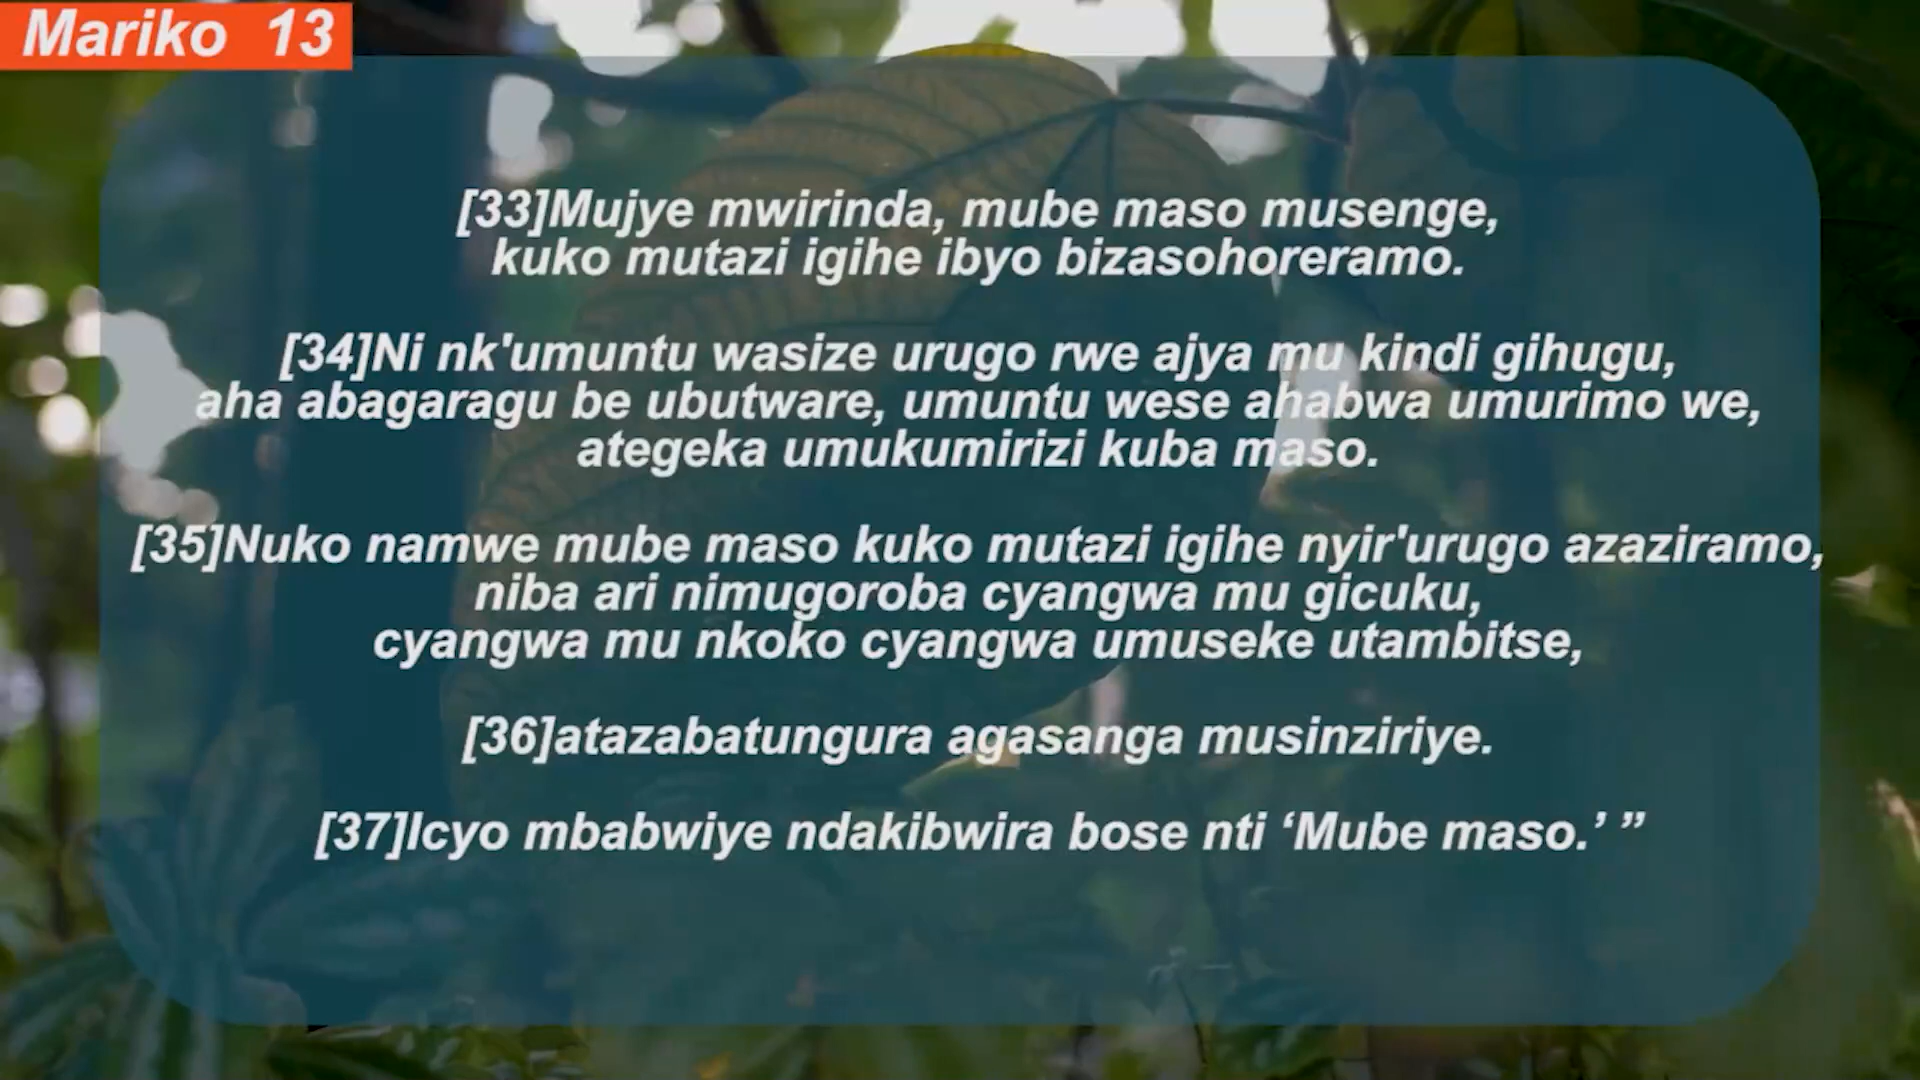 Mariko 13
[33]Mujye mwirinda, mube maso musenge,
kuko mutazi igihe ibyo bizasohoreramo.
[34]Ni nk'umuntu wasize urugo rwe ajya mu kindi gihugu,
aha abagaragu be ubutware, umuntu wese ahabwa umurimo we,
ategeka umukumirizi kuba maso.
[35]Nuko namwe mube maso kuko mutazi igihe nyir'urugo azaziramo,
niba ari nimugoroba cyangwa mu gicuku,
cyangwa mu nkoko cyangwa umuseke utambitse,
[36]atazabatungura agasanga musinziriye.
[37]Icyo mbabwiye ndakibwira bose nti ‘Mube maso.’ ”